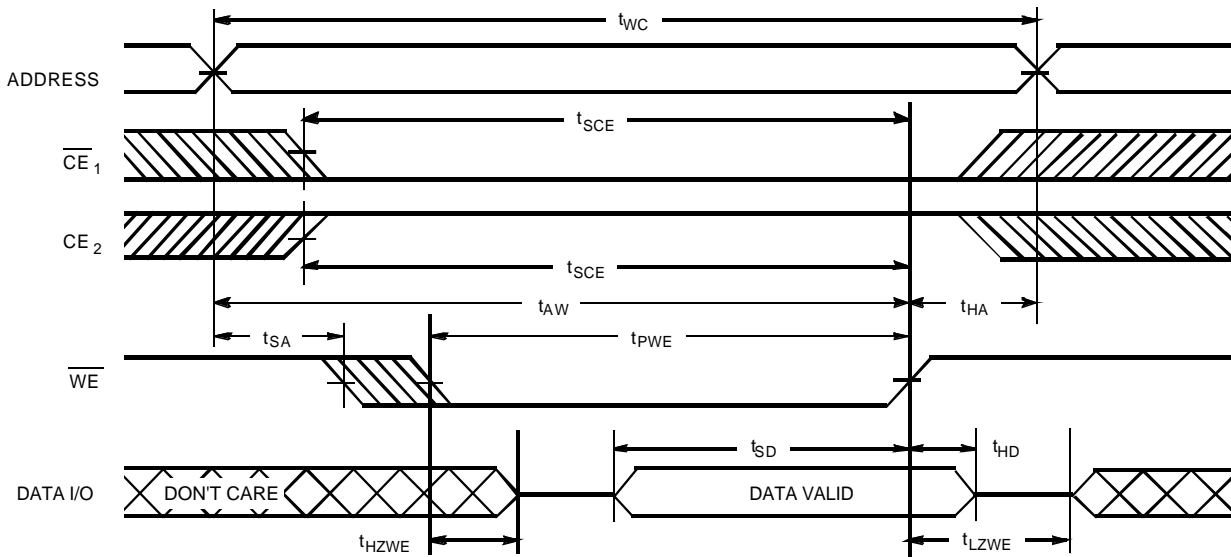 tWC
ADDRESS
tSCE
CE1
CE2
tSCE
tAW
tHA
tSA
tPWE
WE
tSD
tHD
DATA I/O
DON'T CARE
DATA VALID
tHZWE
tLZWE